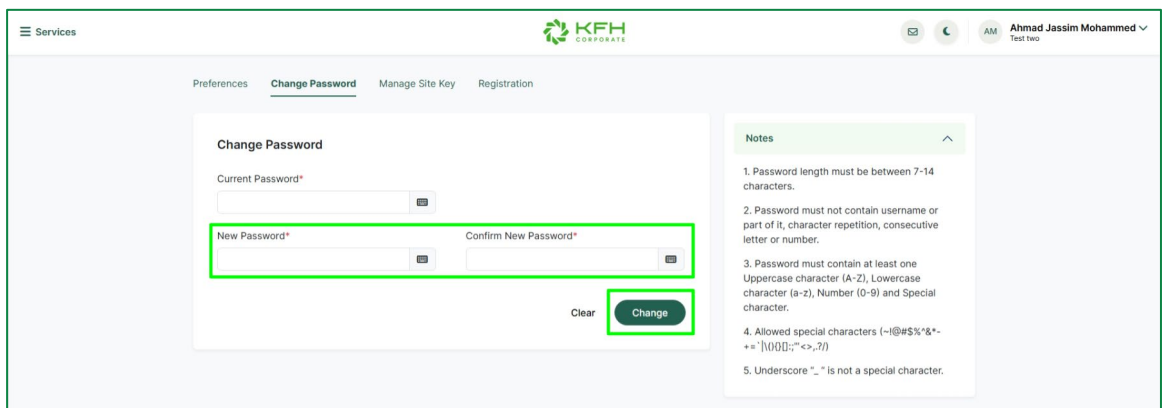 Services
KFH
CORPORATE
AM
Ahmad Jassim Mohammed
Test two
Preferences
Change Password
Manage Site Key
Registration
Change Password
Current Password*
New Password*
Confirm New Password*
Clear
Change
Notes
1. Password length must be between 7-14
characters.
2. Password must not contain username or
part of it, character repetition, consecutive
letter or number.
3. Password must contain at least one
Uppercase character (A-Z), Lowercase
character (a-z), Number (0-9) and Special
character.
4. Allowed special characters (~!@#$%^&*-
+=`|\(){}[]:;"'<>,.?/)
5. Underscore "_ " is not a special character.